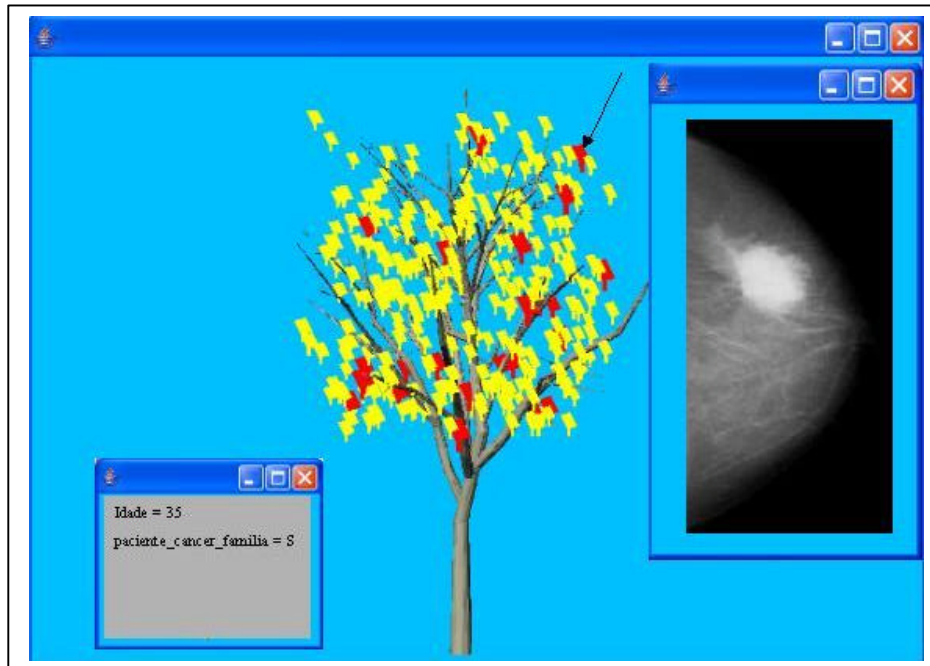 Idade = 35
paciente_cancer_familia = S